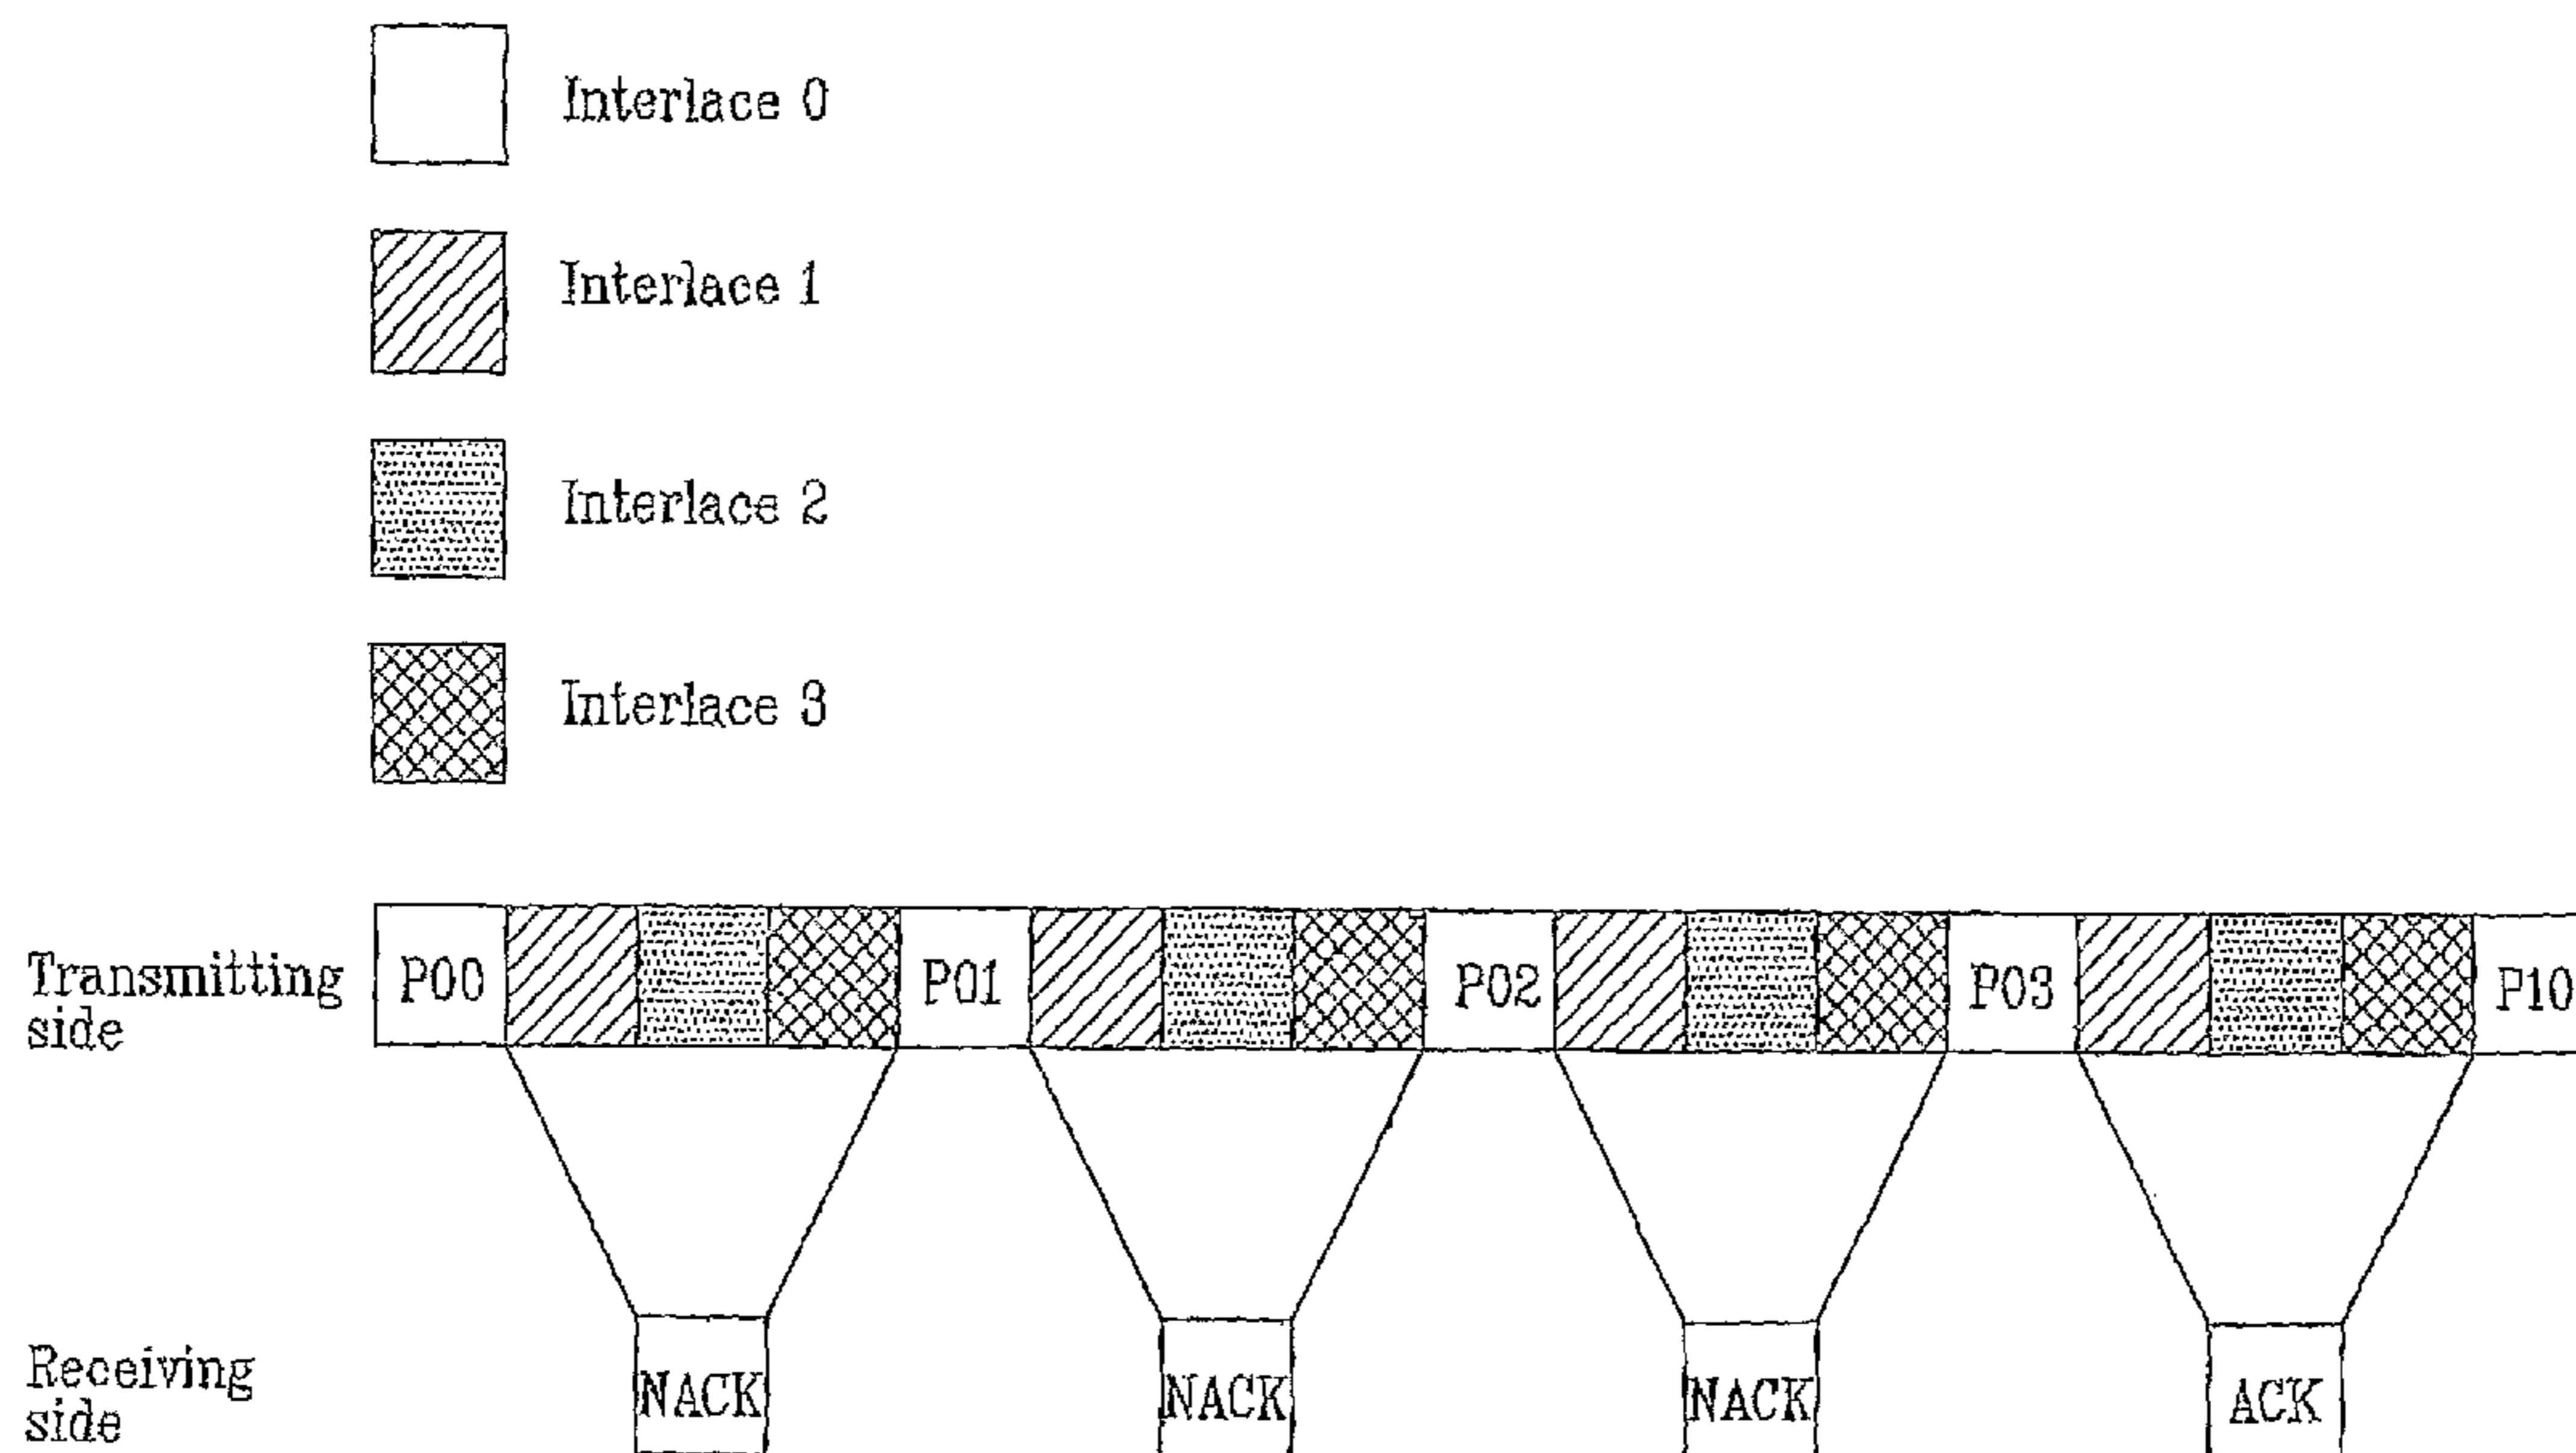 Interlace 0
Interlace 1
Interlace 2
Interlace 3
Transmitting
side
P00
P01
P02
P03
P10
Receiving
side
NACK
NACK
NACK
ACK